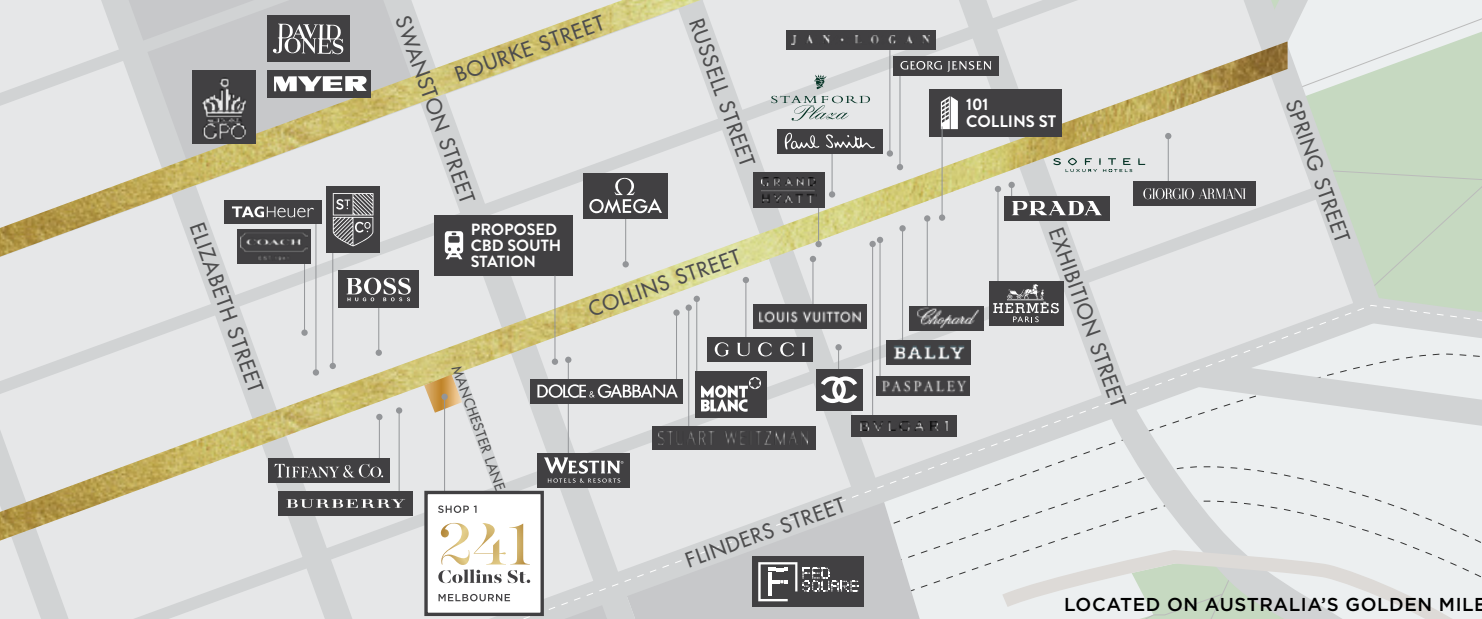 DAVID
JONES
MYER
GPO
SWANSTON STREET
BOURKE STREET
RUSSELL STREET
JAN • LOGAN
GEORG JENSEN
STAMFORD
Plaza
Paul Smith
101
COLLINS ST
GRAND
HYATT
SOFITEL
LUXURY HOTELS
GIORGIO ARMANI
PRADA
SPRING STREET
TAGHeuer
COACH
ST
Co
BOSS
HUGO BOSS
ELIZABETH STREET
PROPOSED
CBD SOUTH
STATION
Ω
OMEGA
COLLINS STREET
EXHIBITION STREET
HERMÈS
PARIS
LOUIS VUITTON
Chopard
GUCCI
BALLY
DOLCE & GABBANA
MONT
BLANC
PASPALEY
STUART WEITZMAN
BVLGARI
MANCHESTER LANE
TIFFANY & CO.
BURBERRY
WESTIN
HOTELS & RESORTS
SHOP 1
241
Collins St.
MELBOURNE
FLINDERS STREET
F
FED
SQUARE
LOCATED ON AUSTRALIA'S GOLDEN MILE